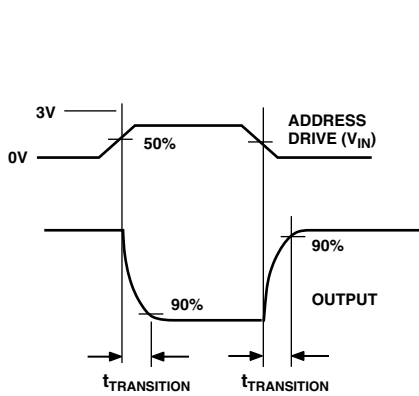 3V
ADDRESS
DRIVE (VIN)
50%
0V
90%
90%
OUTPUT
tTRANSITION
tTRANSITION